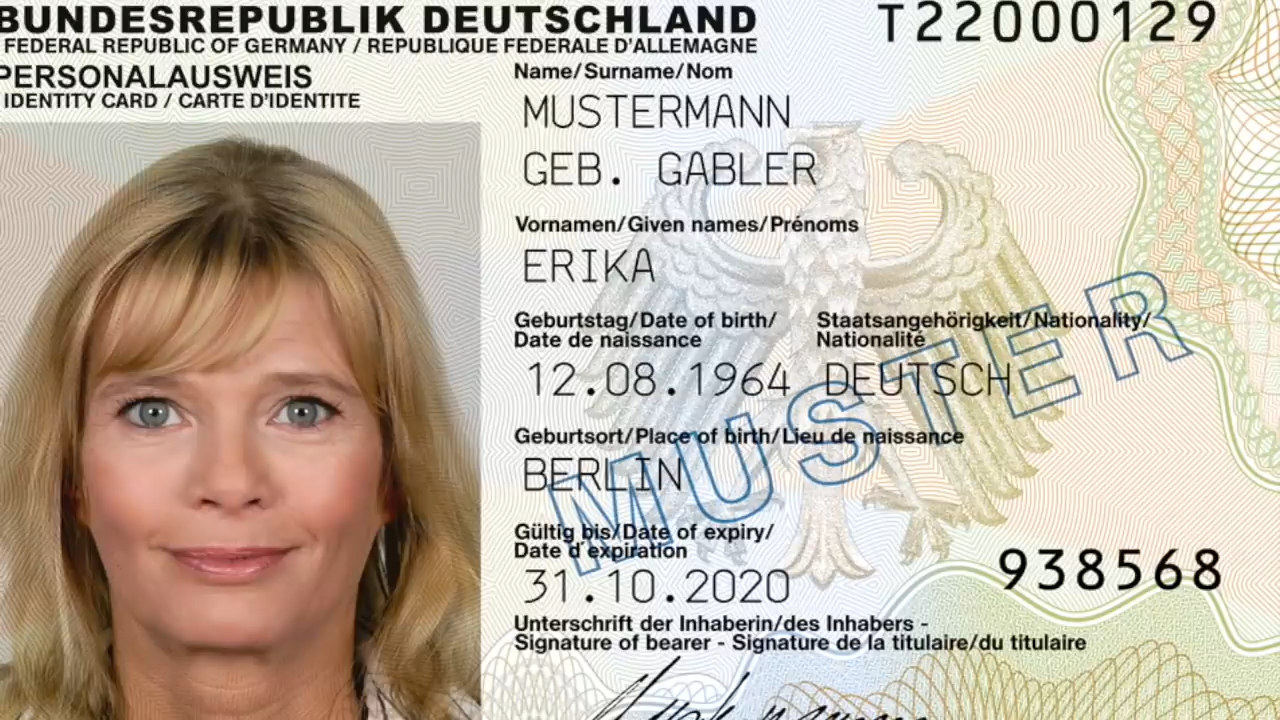 BUNDESREPUBLIK DEUTSCHLAND
FEDERAL REPUBLIC OF GERMANY / REPUBLIQUE FEDERALE D'ALLEMAGNE
T22000129
PERSONALAUSWEIS
IDENTITY CARD / CARTE D'IDENTITE
Name/Surname/Nom
MUSTERMANN
GEB. GABLER
Vornamen/Given names/Prénoms
ERIKA
Geburtstag/Date of birth/
Date de naissance
Staatsangehörigkeit/Nationality/
Nationalité
12.08.1964 DEUTSCH
Geburtsort/Place of birth/Lieu de naissance
BERLIN
MUSTER
Gültig bis/Date of expiry/
Date d'expiration
31.10.2020
938568
Unterschrift der Inhaberin/des Inhabers -
Signature of bearer - Signature de la titulaire/du titulaire